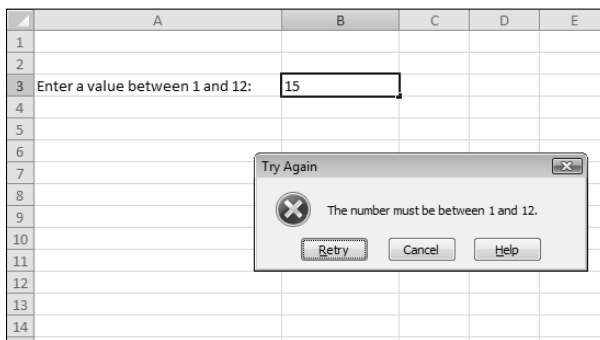 A B C D E
1
2
3 Enter a value between 1 and 12: 15
4
5
6
7 Try Again
8
9 The number must be between 1 and 12.
10
11 Retry Cancel Help
12
13
14